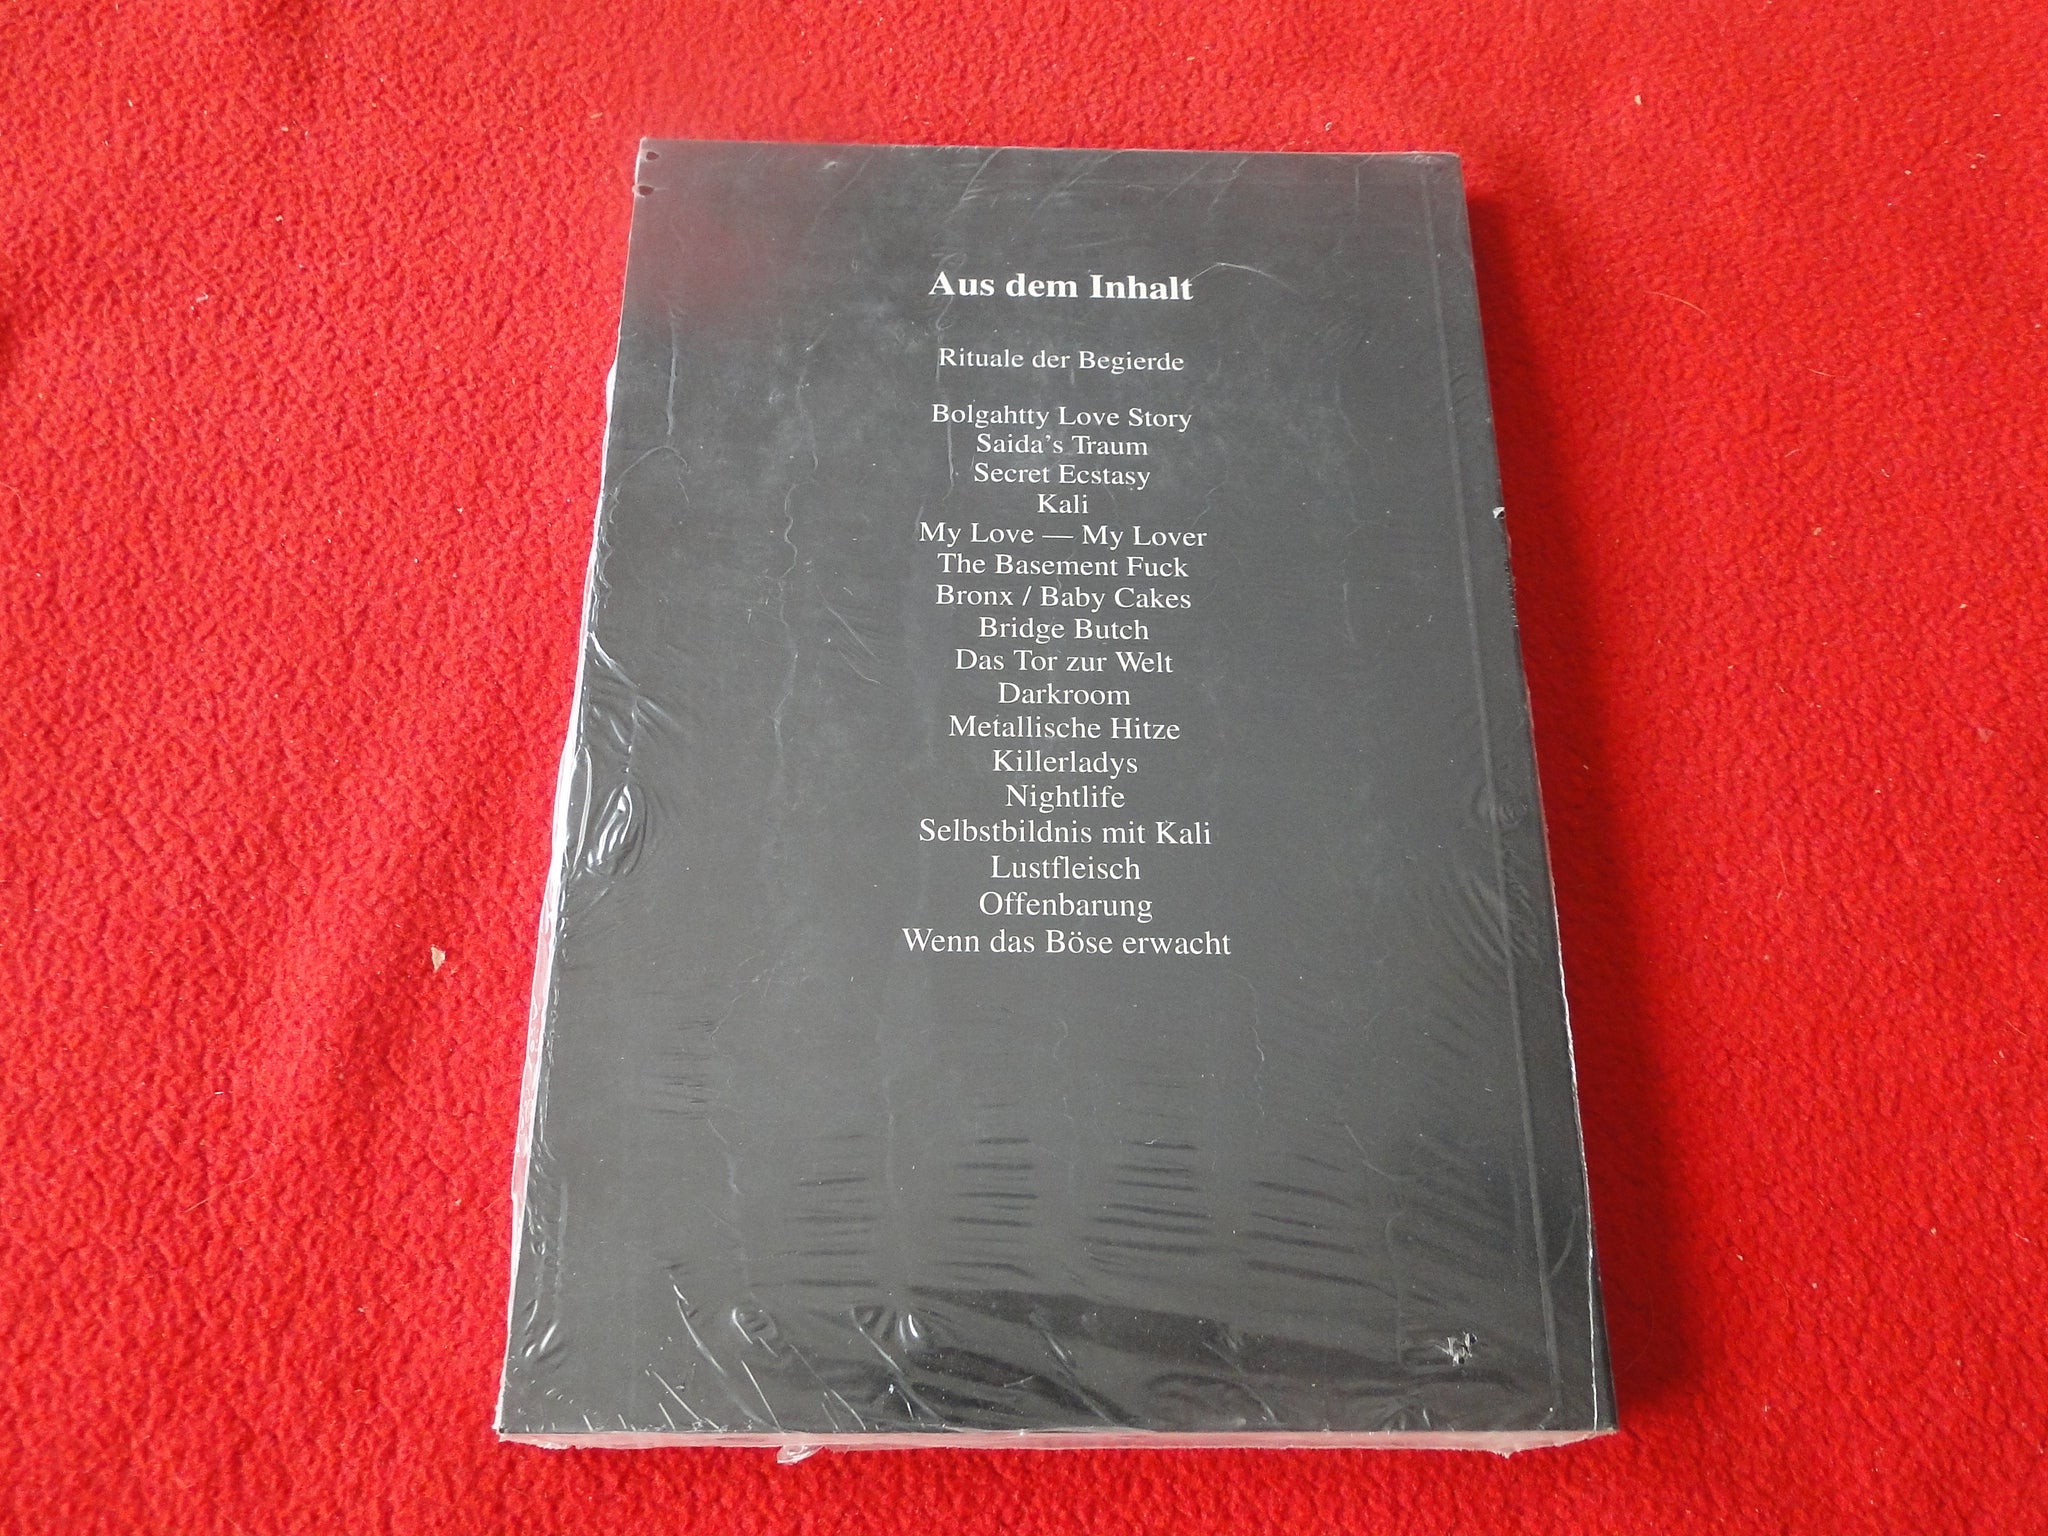 Aus dem Inhalt
Rituale der Begierde
Bolgahtty Love Story
Saida's Traum
Secret Ecstasy
Kali
My Love — My Lover
The Basement Fuck
Bronx / Baby Cakes
Bridge Butch
Das Tor zur Welt
Darkroom
Metallische Hitze
Killerladys
Nightlife
Selbstbildnis mit Kali
Lustfleisch
Offenbarung
Wenn das Böse erwacht